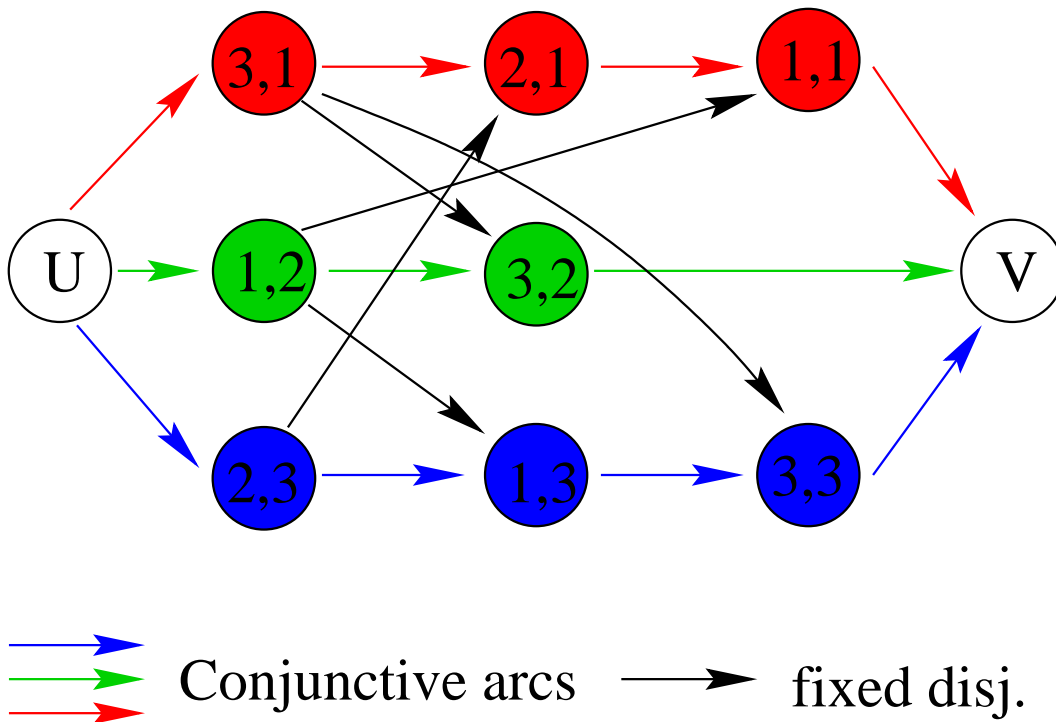 3,1 2,1 1,1
U 1,2 3,2 V
2,3 1,3 3,3
Conjunctive arcs fixed disj.